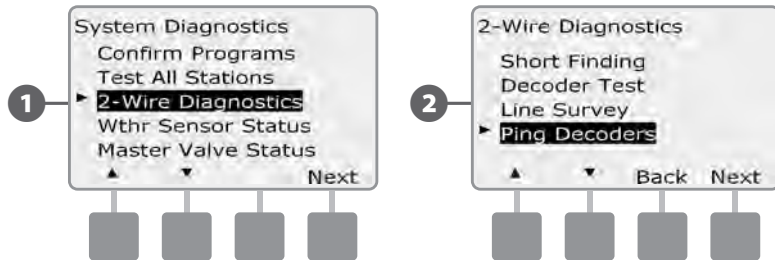 System Diagnostics
Confirm Programs
Test All Stations
1
2-Wire Diagnostics
Wthr Sensor Status
Master Valve Status
Next
2-Wire Diagnostics
Short Finding
Decoder Test
2
Line Survey
Ping Decoders
Back Next